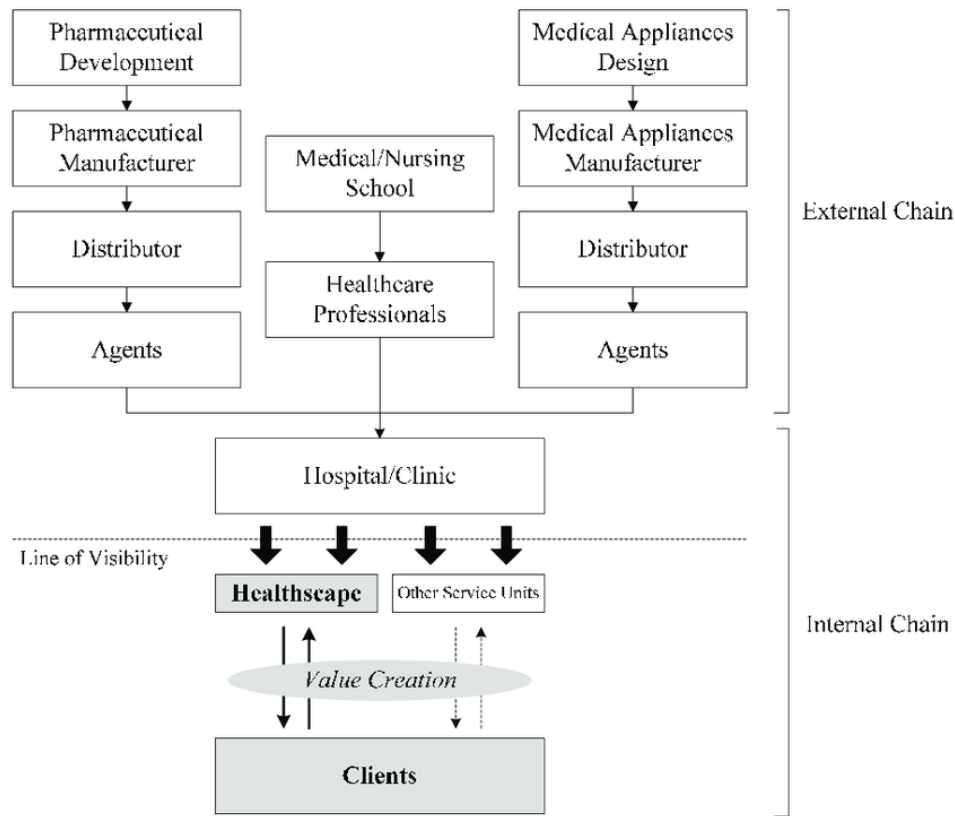 Pharmaceutical
Development
Pharmaceutical
Manufacturer
Distributor
Agents
Medical/Nursing
School
Healthcare
Professionals
Medical Appliances
Design
Medical Appliances
Manufacturer
Distributor
Agents
External Chain
Hospital/Clinic
Line of Visibility
Healthscape
Other Service Units
Value Creation
Clients
Internal Chain